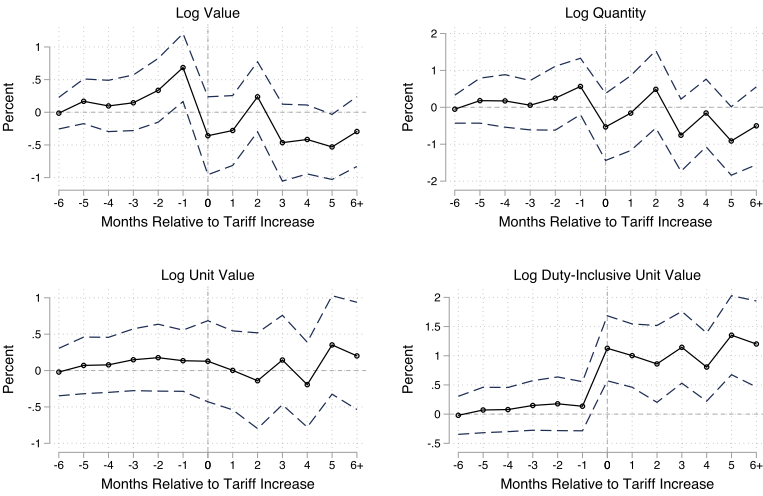 Log Value
Percent
1
.5
0
-.5
-1
-6 -5 -4 -3 -2 -1 0 1 2 3 4 5 6+
Months Relative to Tariff Increase
Log Quantity
Percent
2
1
0
-1
-2
-6 -5 -4 -3 -2 -1 0 1 2 3 4 5 6+
Months Relative to Tariff Increase
Log Unit Value
Percent
1
.5
0
-.5
-1
-6 -5 -4 -3 -2 -1 0 1 2 3 4 5 6+
Months Relative to Tariff Increase
Log Duty-Inclusive Unit Value
Percent
2
1.5
1
.5
0
-.5
-6 -5 -4 -3 -2 -1 0 1 2 3 4 5 6+
Months Relative to Tariff Increase